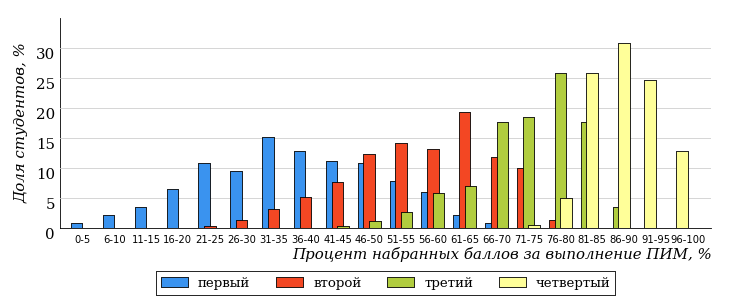 Доля студентов, %
30
25
20
15
10
5
0
0-5 6-10 11-15 16-20 21-25 26-30 31-35 36-40 41-45 46-50 51-55 56-60 61-65 66-70 71-75 76-80 81-85 86-90 91-95 96-100
Процент набранных баллов за выполнение ПИМ, %
первый второй третий четвертый